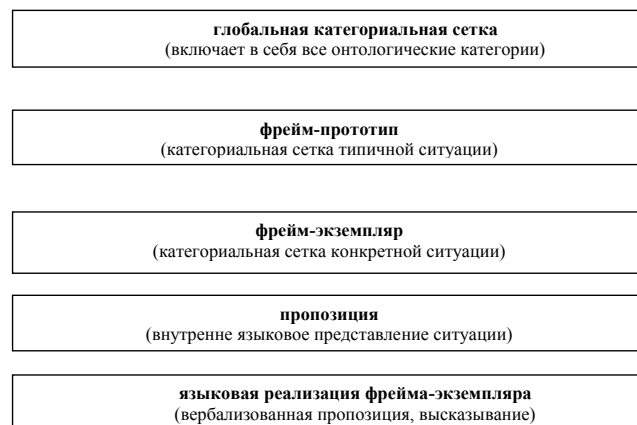 глобальная категориальная сетка
(включает в себя все онтологические категории)
фрейм-прототип
(категориальная сетка типичной ситуации)
фрейм-экземпляр
(категориальная сетка конкретной ситуации)
пропозиция
(внутренне языковое представление ситуации)
языковая реализация фрейма-экземпляра
(вербализованная пропозиция, высказывание)